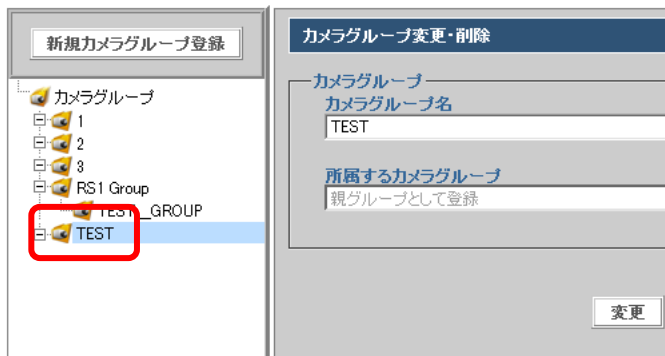 新規カメラグループ登録
カメラグループ
1
2
3
RS1 Group
TEST1_GROUP
TEST
カメラグループ変更・削除
カメラグループ
カメラグループ名
TEST
所属するカメラグループ
親グループとして登録
変更